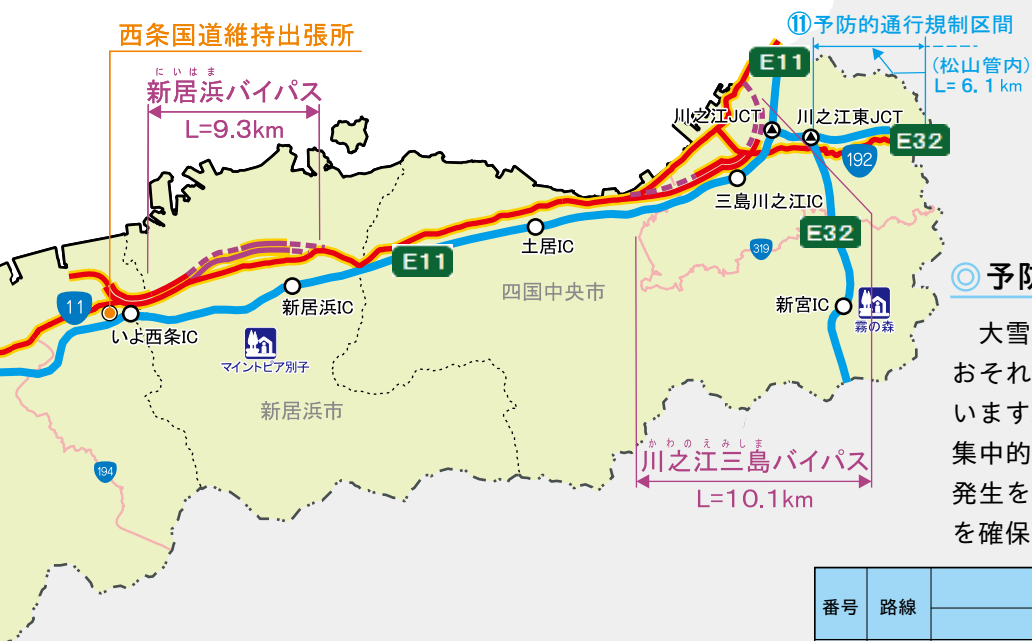 西条国道維持出張所
にいはま
新居浜バイパス
L=9.3km
⑪予防的通行規制区間
(松山管内)
L= 6. 1 km
E11
川之江JCT
川之江東JCT
E32
192
三島川之江IC
E32
319
土居IC
E11
四国中央市
新宮IC
霧の森
新居浜IC
11
いよ西条IC
マイントピア別子
新居浜市
194
かわのえみしま
川之江三島バイパス
L=10.1km
◎予防
大雪
おそれ
います
集中的
発生を
を確保
番号
路線